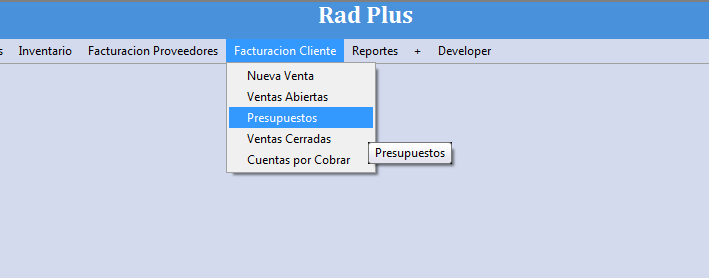 Rad Plus
s Inventario Facturacion Proveedores Facturacion Cliente Reportes + Developer
Nueva Venta
Ventas Abiertas
Presupuestos
Ventas Cerradas
Presupuestos
Cuentas por Cobrar